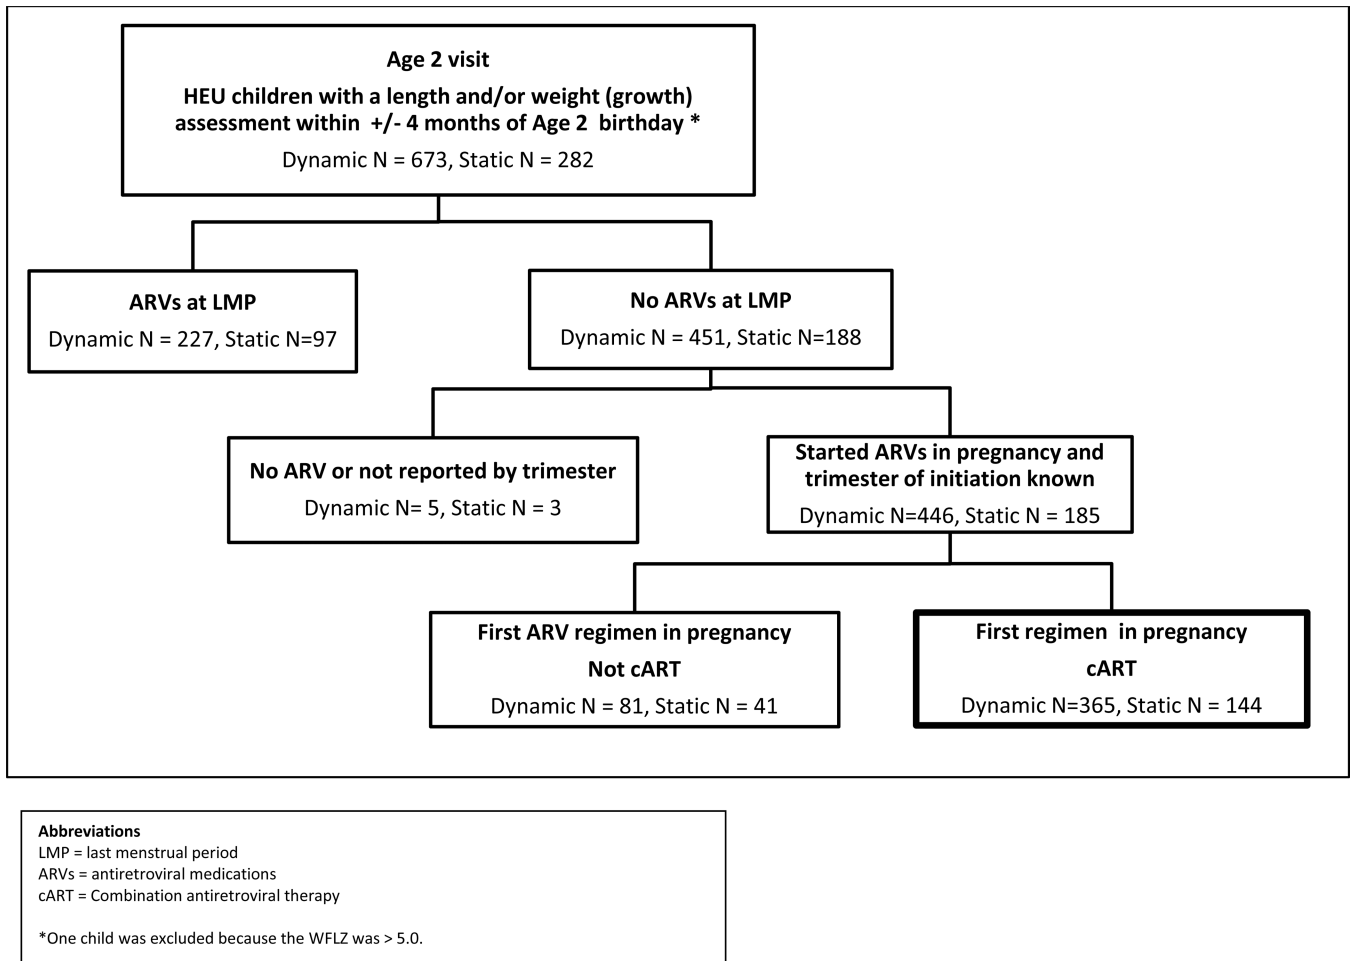 Age 2 visit
HEU children with a length and/or weight (growth)
assessment within +/- 4 months of Age 2 birthday *
Dynamic N = 673, Static N = 282
ARVs at LMP
Dynamic N = 227, Static N=97
No ARVs at LMP
Dynamic N = 451, Static N=188
No ARV or not reported by trimester
Dynamic N= 5, Static N = 3
Started ARVs in pregnancy and
trimester of initiation known
Dynamic N=446, Static N = 185
First ARV regimen in pregnancy
Not cART
Dynamic N = 81, Static N = 41
First regimen in pregnancy
cART
Dynamic N=365, Static N = 144
Abbreviations
LMP = last menstrual period
ARVs = antiretroviral medications
cART = Combination antiretroviral therapy
*One child was excluded because the WFLZ was > 5.0.